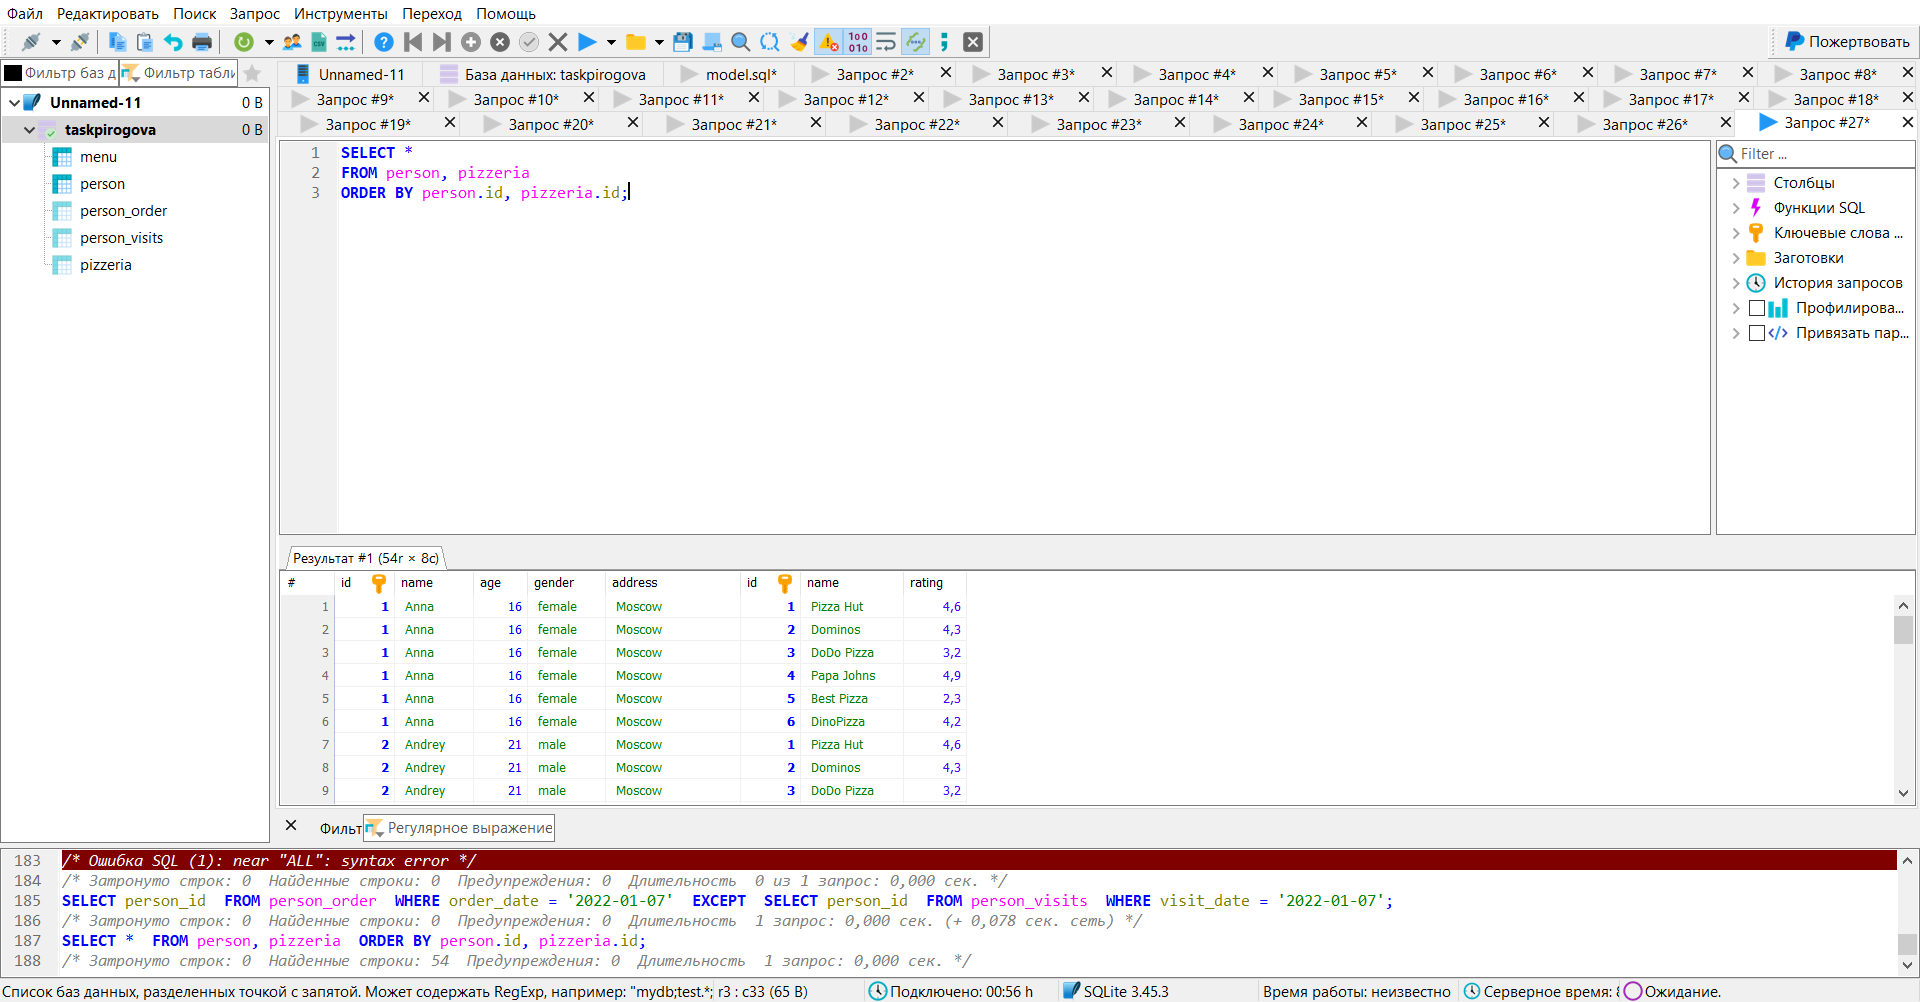 Файл Редактировать Поиск Запрос Инструменты Переход Помощь
Пожертвовать
Фильтр баз д Фильтр табли
Unnamed-11 База данных: taskpirogova model.sql* Запрос #2* Запрос #3* Запрос #4* Запрос #5* Запрос #6* Запрос #7* Запрос #8*
Запрос #9* Запрос #10* Запрос #11* Запрос #12* Запрос #13* Запрос #14* Запрос #15* Запрос #16* Запрос #17* Запрос #18*
Запрос #19* Запрос #20* Запрос #21* Запрос #22* Запрос #23* Запрос #24* Запрос #25* Запрос #26* Запрос #27*
Unnamed-11 0 B
taskpirogova 0 B
menu
person
person_order
person_visits
pizzeria
1 SELECT *
2 FROM person, pizzeria
3 ORDER BY person.id, pizzeria.id;
Filter ...
Столбцы
Функции SQL
Ключевые слова ...
Заготовки
История запросов
Профилирова...
Привязать пар...
Результат #1 (54r × 8c)
# id name age gender address id name rating
1 1 Anna 16 female Moscow 1 Pizza Hut 4,6
2 1 Anna 16 female Moscow 2 Dominos 4,3
3 1 Anna 16 female Moscow 3 DoDo Pizza 3,2
4 1 Anna 16 female Moscow 4 Papa Johns 4,9
5 1 Anna 16 female Moscow 5 Best Pizza 2,3
6 1 Anna 16 female Moscow 6 DinoPizza 4,2
7 2 Andrey 21 male Moscow 1 Pizza Hut 4,6
8 2 Andrey 21 male Moscow 2 Dominos 4,3
9 2 Andrey 21 male Moscow 3 DoDo Pizza 3,2
Фильт Регулярное выражение
183 /* Ошибка SQL (1): near "ALL": syntax error */
184 /* Затронуто строк: 0 Найденные строки: 0 Предупреждения: 0 Длительность 0 из 1 запрос: 0,000 сек. */
185 SELECT person_id FROM person_order WHERE order_date = '2022-01-07' EXCEPT SELECT person_id FROM person_visits WHERE visit_date = '2022-01-07';
186 /* Затронуто строк: 0 Найденные строки: 0 Предупреждения: 0 Длительность 1 запрос: 0,000 сек. (+ 0,078 сек. сеть) */
187 SELECT * FROM person, pizzeria ORDER BY person.id, pizzeria.id;
188 /* Затронуто строк: 0 Найденные строки: 54 Предупреждения: 0 Длительность 1 запрос: 0,000 сек. */
Список баз данных, разделенных точкой с запятой. Может содержать RegExp, например: "mydb;test.*; r3 : c33 (65 B) Подключено: 00:56 h SQLite 3.45.3 Время работы: неизвестно Серверное время: Ожидание.